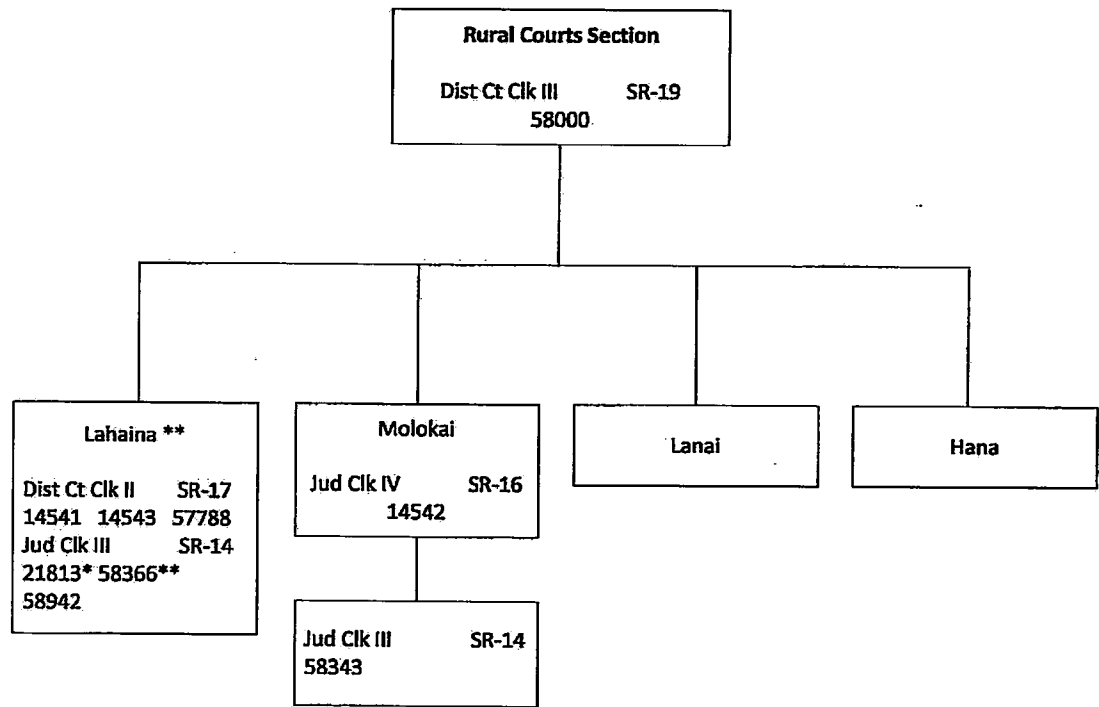 Rural Courts Section
Dist Ct Clk III SR-19
58000
Lahaina **
Dist Ct Clk II SR-17
14541 14543 57788
Jud Clk III SR-14
21813* 58366**
58942
Molokai
Jud Clk IV SR-16
14542
Jud Clk III SR-14
58343
Lanai
Hana